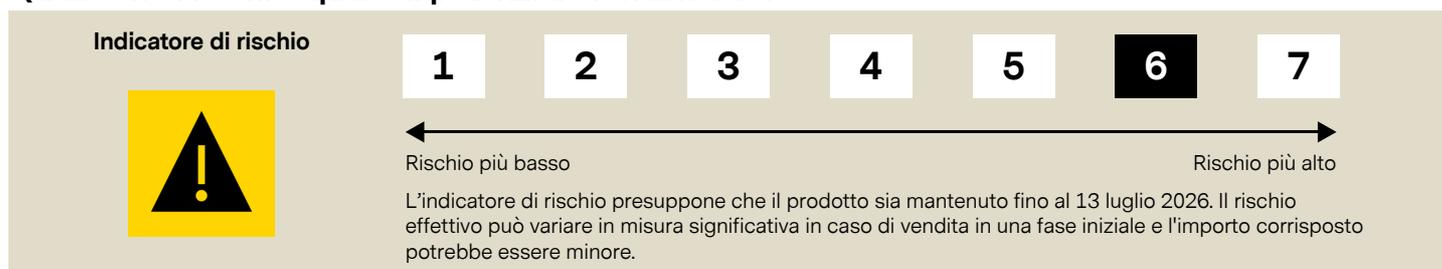 Indicatore di rischio
1 2 3 4 5 6 7
Rischio più basso Rischio più alto
L'indicatore di rischio presuppone che il prodotto sia mantenuto fino al 13 luglio 2026. Il rischio
effettivo può variare in misura significativa in caso di vendita in una fase iniziale e l'importo corrisposto
potrebbe essere minore.